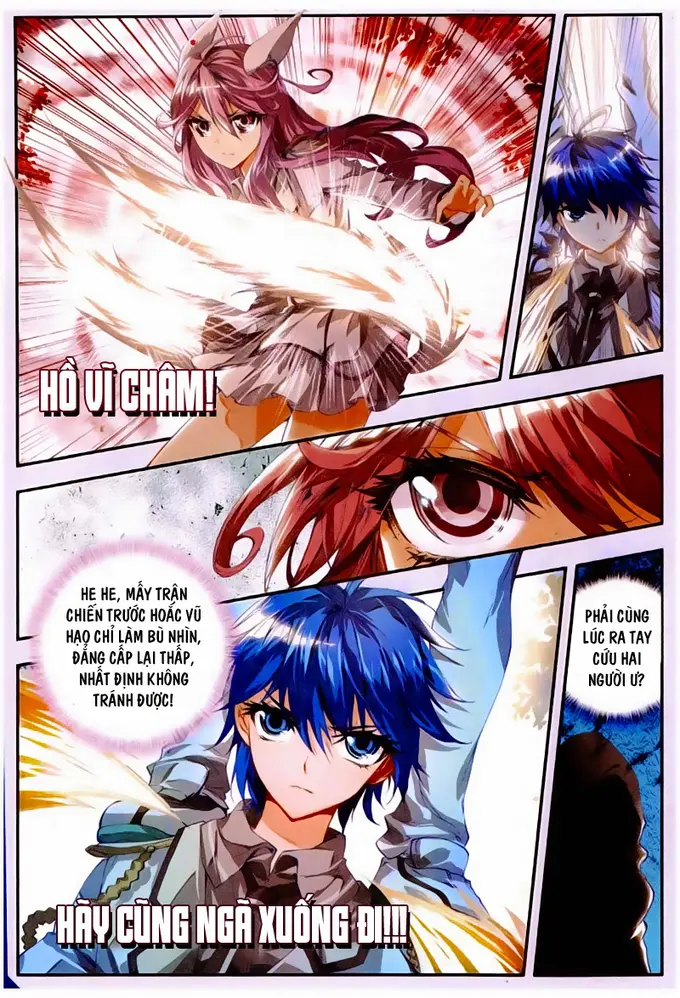 HỒ VĨ CHÂM!
HE HE, MẤY TRẬN
CHIẾN TRƯỚC HOẮC VŨ
HẠO CHỈ LÀM BÙ NHÌN,
ĐẲNG CẤP LẠI THẤP,
NHẤT ĐỊNH KHÔNG
TRÁNH ĐƯỢC!
PHẢI CÙNG
LÚC RA TAY
CỨU HAI
NGƯỜI Ư?
HÃY CÙNG NGÃ XUỐNG ĐI!!!